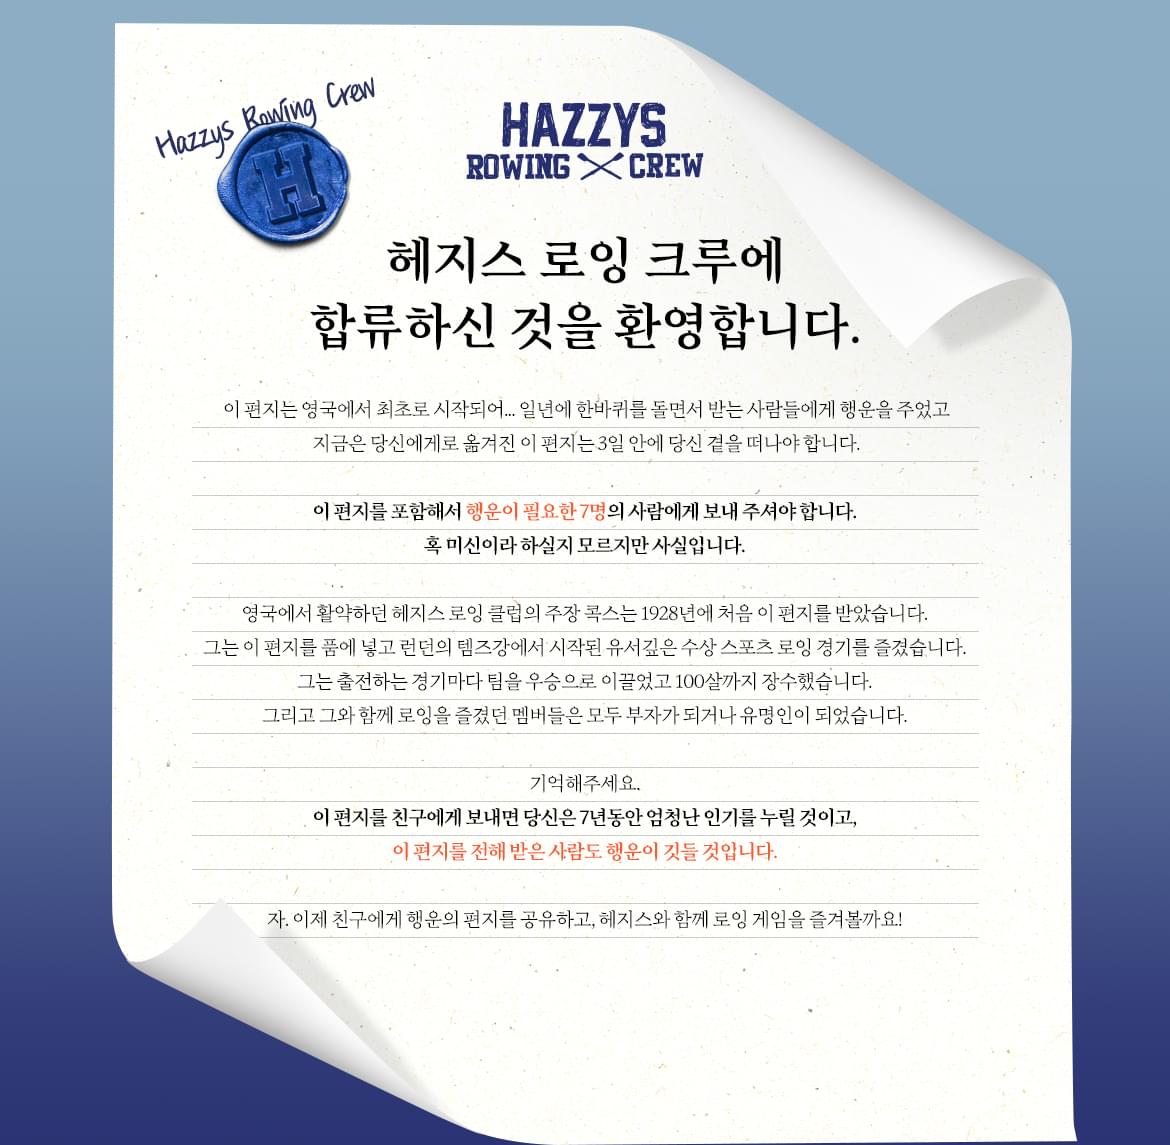 Hazzys Rowing Crew
H
HAZZYS
ROWING CREW
헤지스 로잉 크루에
합류하신 것을 환영합니다.
이 편지는 영국에서 최초로 시작되어... 일년에 한바퀴를 돌면서 받는 사람들에게 행운을 주었고
지금은 당신에게로 옮겨진 이 편지는 3일 안에 당신 곁을 떠나야 합니다.
이 편지를 포함해서 행운이 필요한 7명의 사람에게 보내 주셔야 합니다.
혹 미신이라 하실지 모르지만 사실입니다.
영국에서 활약하던 헤지스 로잉 클럽의 주장 콕스는 1928년에 처음 이 편지를 받았습니다.
그는 이 편지를 품에 넣고 런던의 템즈강에서 시작된 유서깊은 수상 스포츠 로잉 경기를 즐겼습니다.
그는 출전하는 경기마다 팀을 우승으로 이끌었고 100살까지 장수했습니다.
그리고 그와 함께 로잉을 즐겼던 멤버들은 모두 부자가 되거나 유명인이 되었습니다.
기억해주세요.
이 편지를 친구에게 보내면 당신은 7년동안 엄청난 인기를 누릴 것이고,
이 편지를 전해 받은 사람도 행운이 깃들 것입니다.
자. 이제 친구에게 행운의 편지를 공유하고, 헤지스와 함께 로잉 게임을 즐겨볼까요!